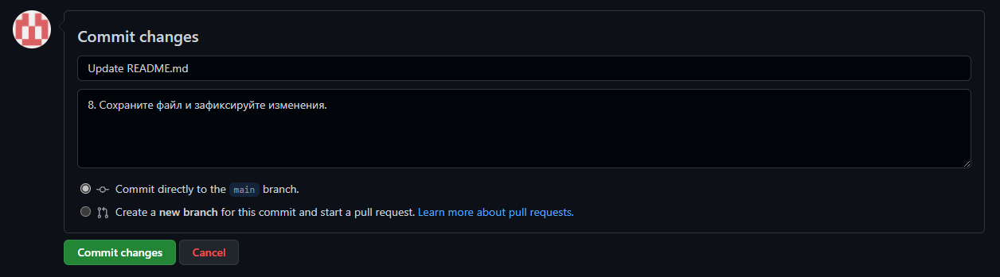 Commit changes
Update README.md
8. Сохраните файл и зафиксируйте изменения.
Commit directly to the main branch.
Create a new branch for this commit and start a pull request. Learn more about pull requests.
Commit changes Cancel